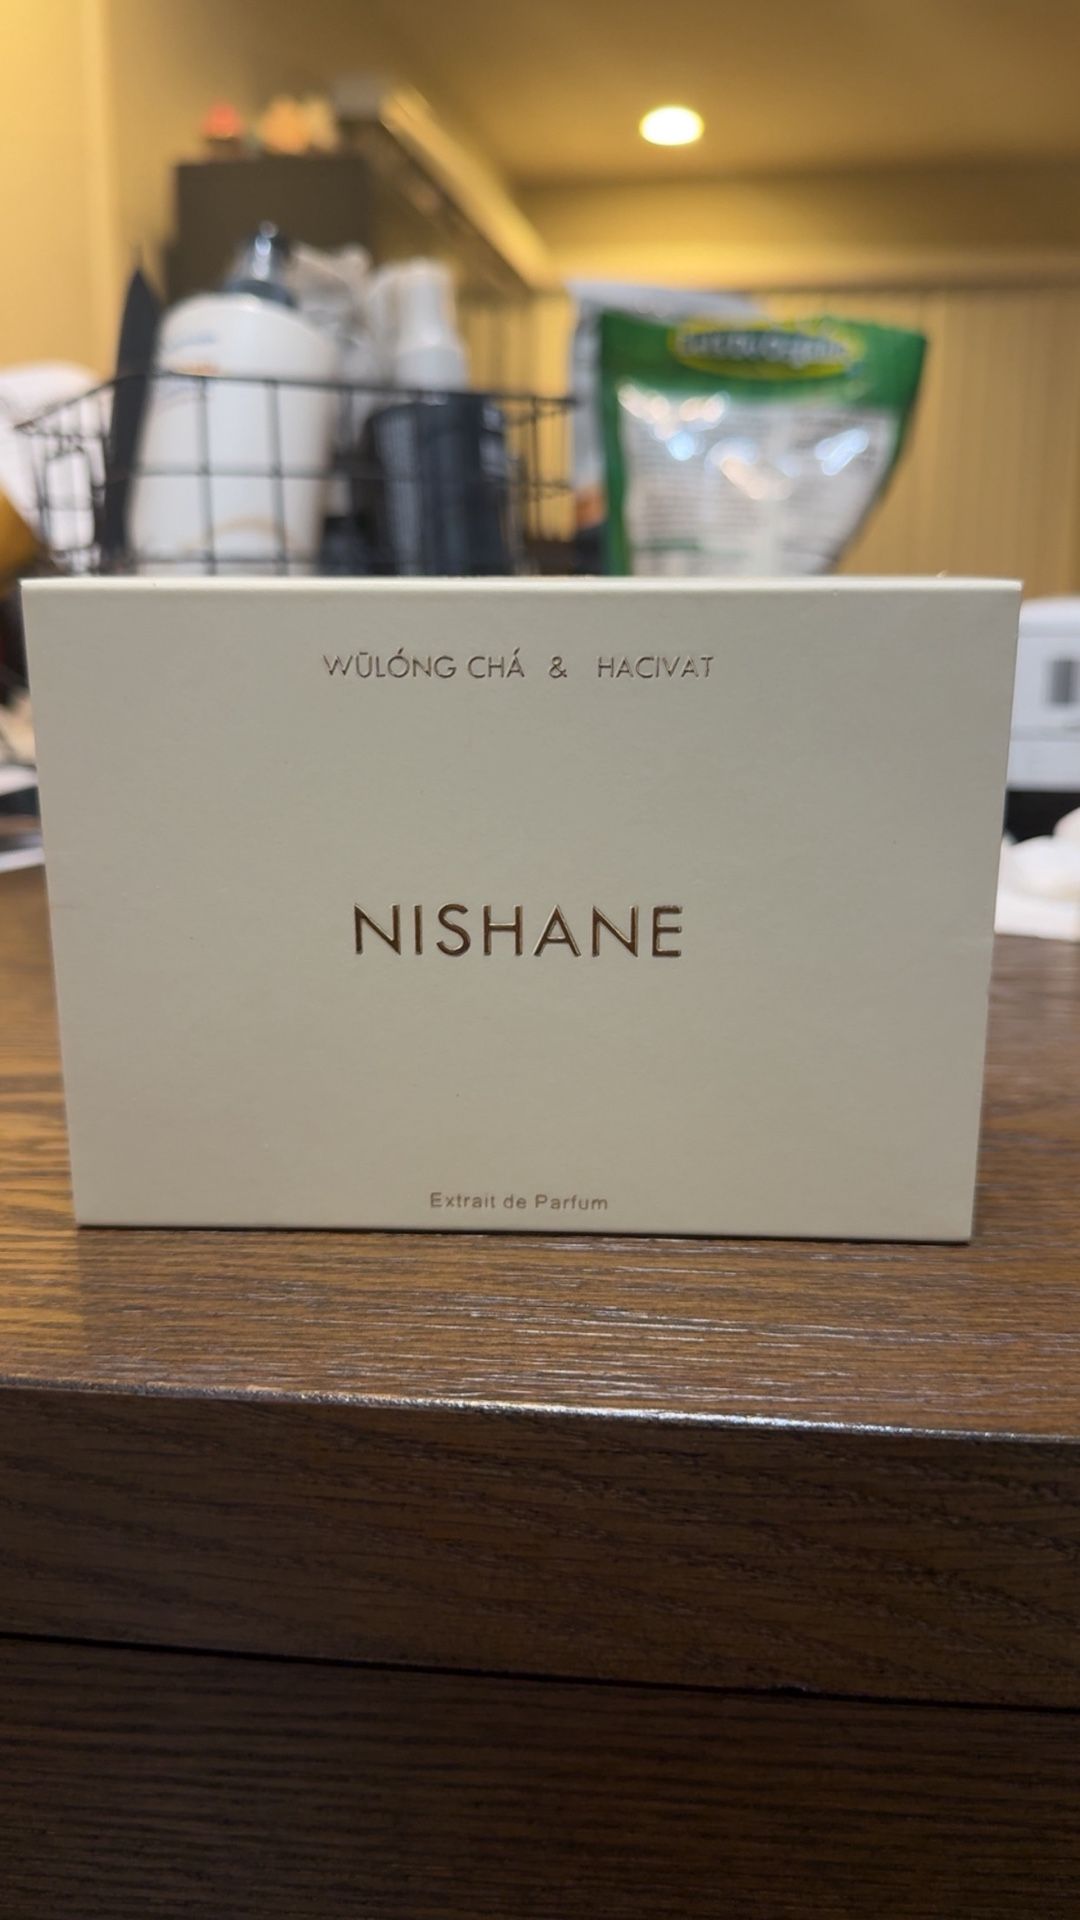 WŪLÓNG CHÁ & HACIVAT
NISHANE
Extrait de Parfum